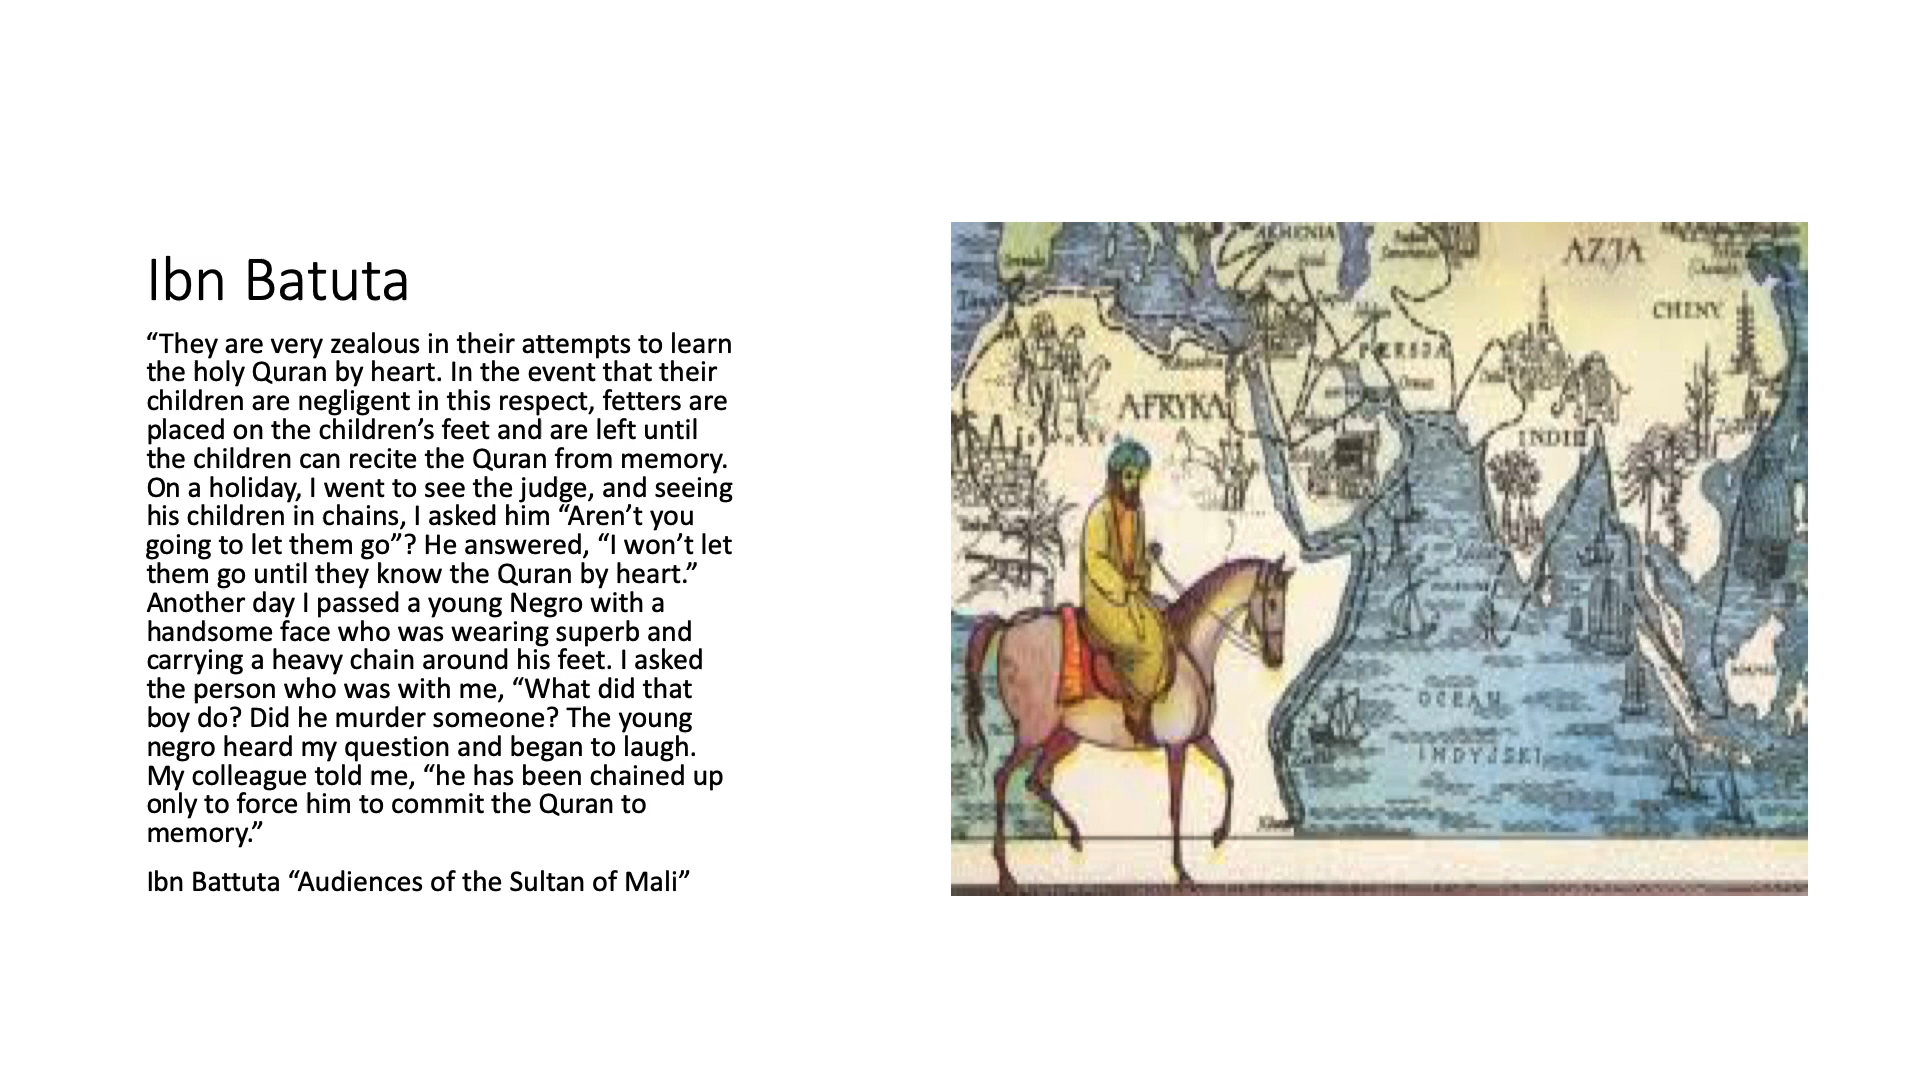 Ibn Batuta
“They are very zealous in their attempts to learn
the holy Quran by heart. In the event that their
children are negligent in this respect, fetters are
placed on the children’s feet and are left until
the children can recite the Quran from memory.
On a holiday, I went to see the judge, and seeing
his children in chains, I asked him “Aren’t you
going to let them go”? He answered, “I won’t let
them go until they know the Quran by heart.”
Another day I passed a young Negro with a
handsome face who was wearing superb and
carrying a heavy chain around his feet. I asked
the person who was with me, “What did that
boy do? Did he murder someone? The young
negro heard my question and began to laugh.
My colleague told me, “he has been chained up
only to force him to commit the Quran to
memory.”
Ibn Battuta “Audiences of the Sultan of Mali”
ARMENIA
AZJA
CHINY
PERSJA
AFRYKA
INDIE
OCEAN
INDYJSKI